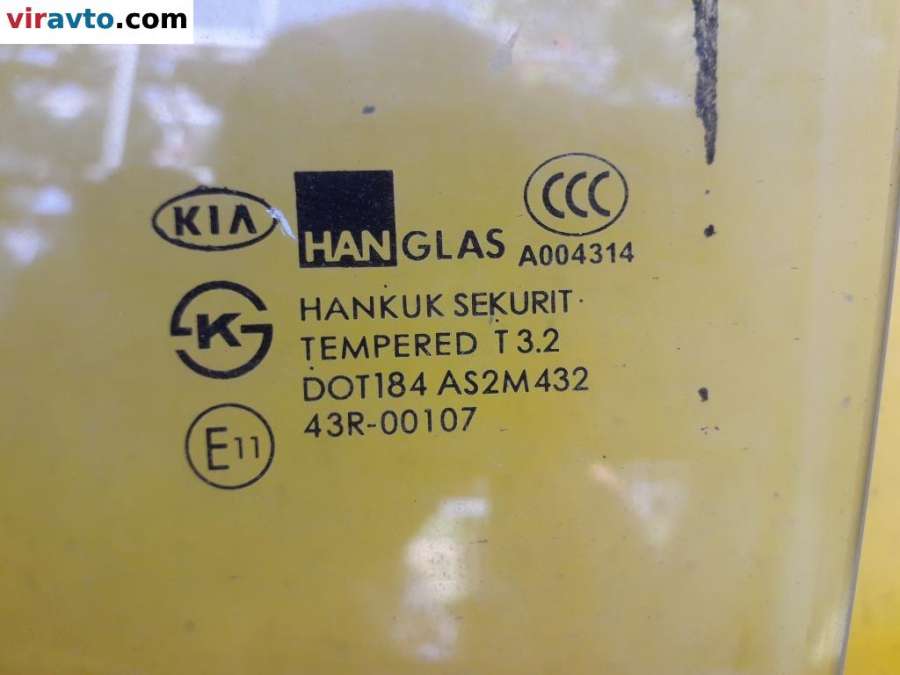 viravto.com
KIA
HANGLAS
CCC
A004314
K
HANKUK SEKURIT
TEMPERED T 3.2
DOT184 AS2M432
43R-00107
E11